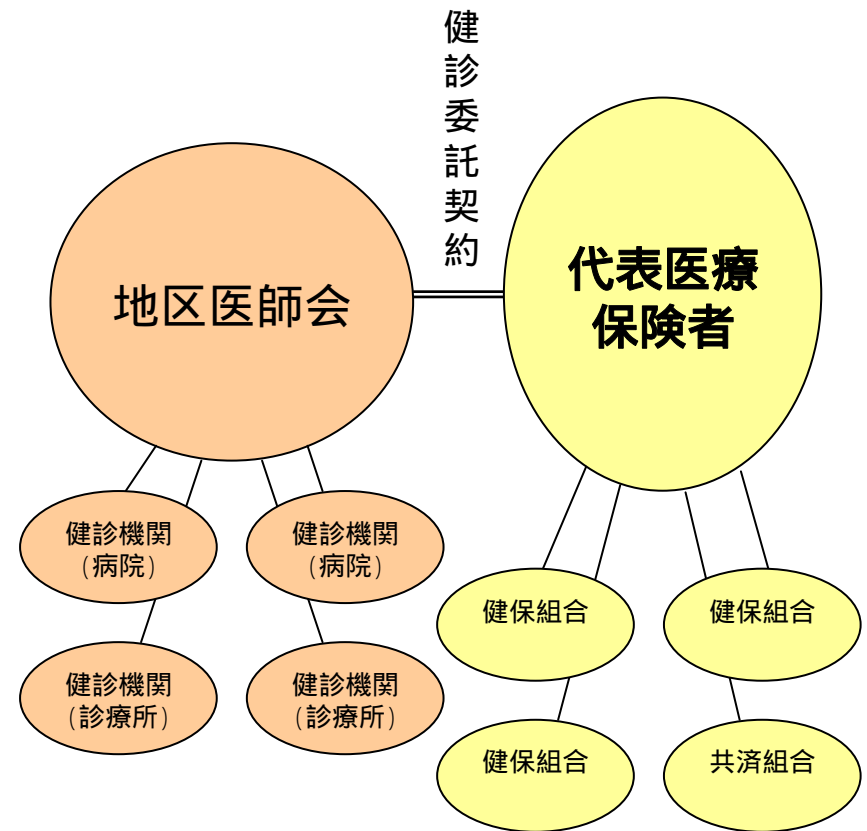 健診委託契約
地区医師会
代表医療
保険者
健診機関
(病院)
健診機関
(病院)
健診機関
(診療所)
健診機関
(診療所)
健保組合
健保組合
健保組合
共済組合